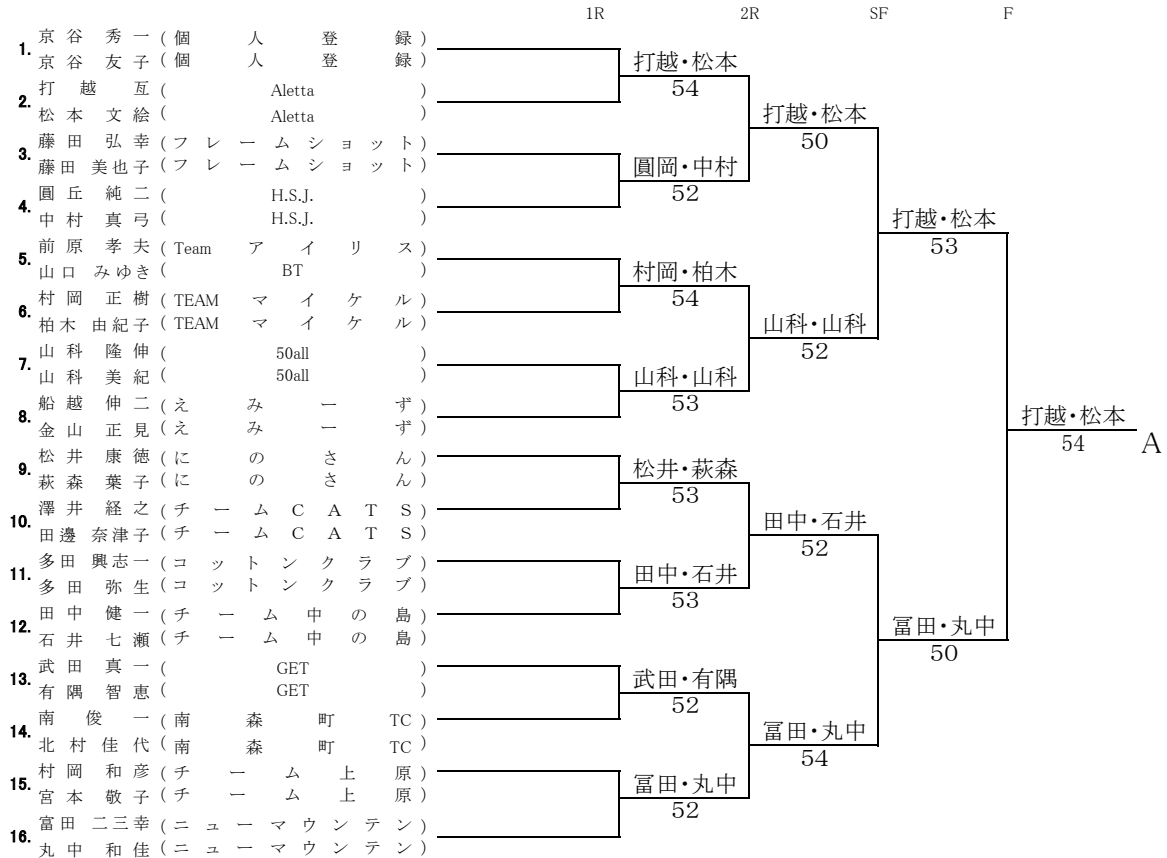 1R 2R SF F
1. 京谷 秀一 (個人登録)
京谷 友子 (個人登録)
2. 打越 亙 (Aletta)
松本 文絵 (Aletta)
3. 藤田 弘幸 (フレームショット)
藤田 美也子 (フレームショット)
4. 圓丘 純二 (H.S.J.)
中村 真弓 (H.S.J.)
5. 前原 孝夫 (Team アイリス)
山口 みゆき (BT)
6. 村岡 正樹 (TEAM マイケル)
柏木 由紀子 (TEAM マイケル)
7. 山科 隆伸 (50all)
山科 美紀 (50all)
8. 船越 伸二 (えみーず)
金山 正見 (えみーず)
9. 松井 康徳 (にのさん)
萩森 葉子 (にのさん)
10. 澤井 経之 (チームCATS)
田邊 奈津子 (チームCATS)
11. 多田 興志一 (コットンクラブ)
多田 弥生 (コットンクラブ)
12. 田中 健一 (チーム中の島)
石井 七瀬 (チーム中の島)
13. 武田 真一 (GET)
有隅 智恵 (GET)
14. 南 俊一 (南森町TC)
北村 佳代 (南森町TC)
15. 村岡 和彦 (チーム上原)
宮本 敬子 (チーム上原)
16. 富田 二三幸 (ニューマウンテン)
丸中 和佳 (ニューマウンテン)
打越・松本
54
圓岡・中村
52
村岡・柏木
54
山科・山科
53
松井・萩森
53
田中・石井
53
武田・有隅
52
冨田・丸中
52
打越・松本
50
山科・山科
52
田中・石井
52
冨田・丸中
54
打越・松本
53
冨田・丸中
50
打越・松本
54
A